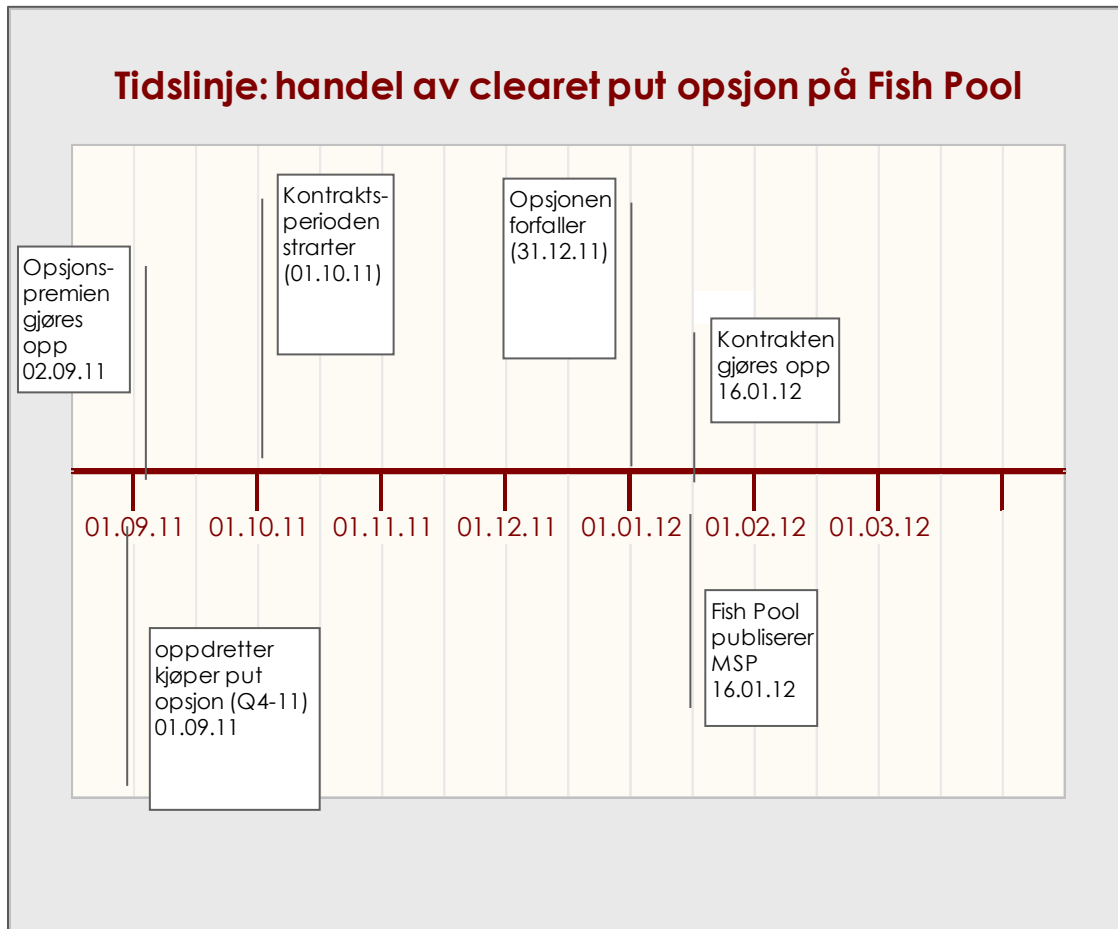 Tidslinje: handel av clearet put opsjon på Fish Pool
Opsjons-
premien
gjøres
opp
02.09.11
Kontrakts-
perioden
strarter
(01.10.11)
Opsjonen
forfaller
(31.12.11)
Kontrakten
gjøres opp
16.01.12
01.09.11 01.10.11 01.11.11 01.12.11 01.01.12 01.02.12 01.03.12
oppdretter
kjøper put
opsjon (Q4-11)
01.09.11
Fish Pool
publiserer
MSP
16.01.12